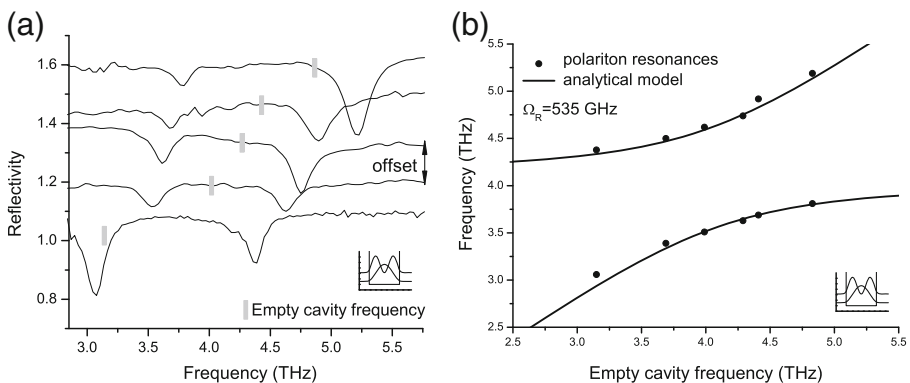 (a)
1.6
1.4
1.2
1.0
0.8
Reflectivity
offset
Empty cavity frequency
3.0 3.5 4.0 4.5 5.0 5.5
Frequency (THz)
(b)
5.5
5.0
4.5
4.0
3.5
3.0
2.5
Frequency (THz)
polariton resonances
analytical model
Ω_R=535 GHz
2.5 3.0 3.5 4.0 4.5 5.0 5.5
Empty cavity frequency (THz)